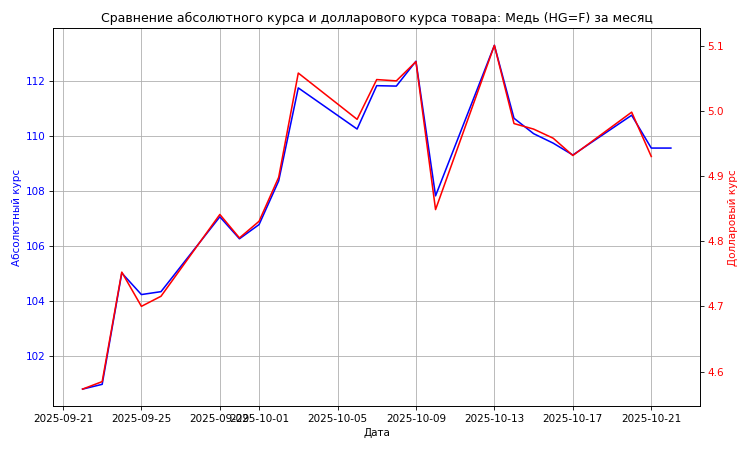 Сравнение абсолютного курса и долларового курса товара: Медь (HG=F) за месяц
Абсолютный курс
112
110
108
106
104
102
5.1
5.0
4.9
4.8
4.7
4.6
Долларовый курс
2025-09-21 2025-09-25 2025-09-29 2025-10-01 2025-10-05 2025-10-09 2025-10-13 2025-10-17 2025-10-21
Дата